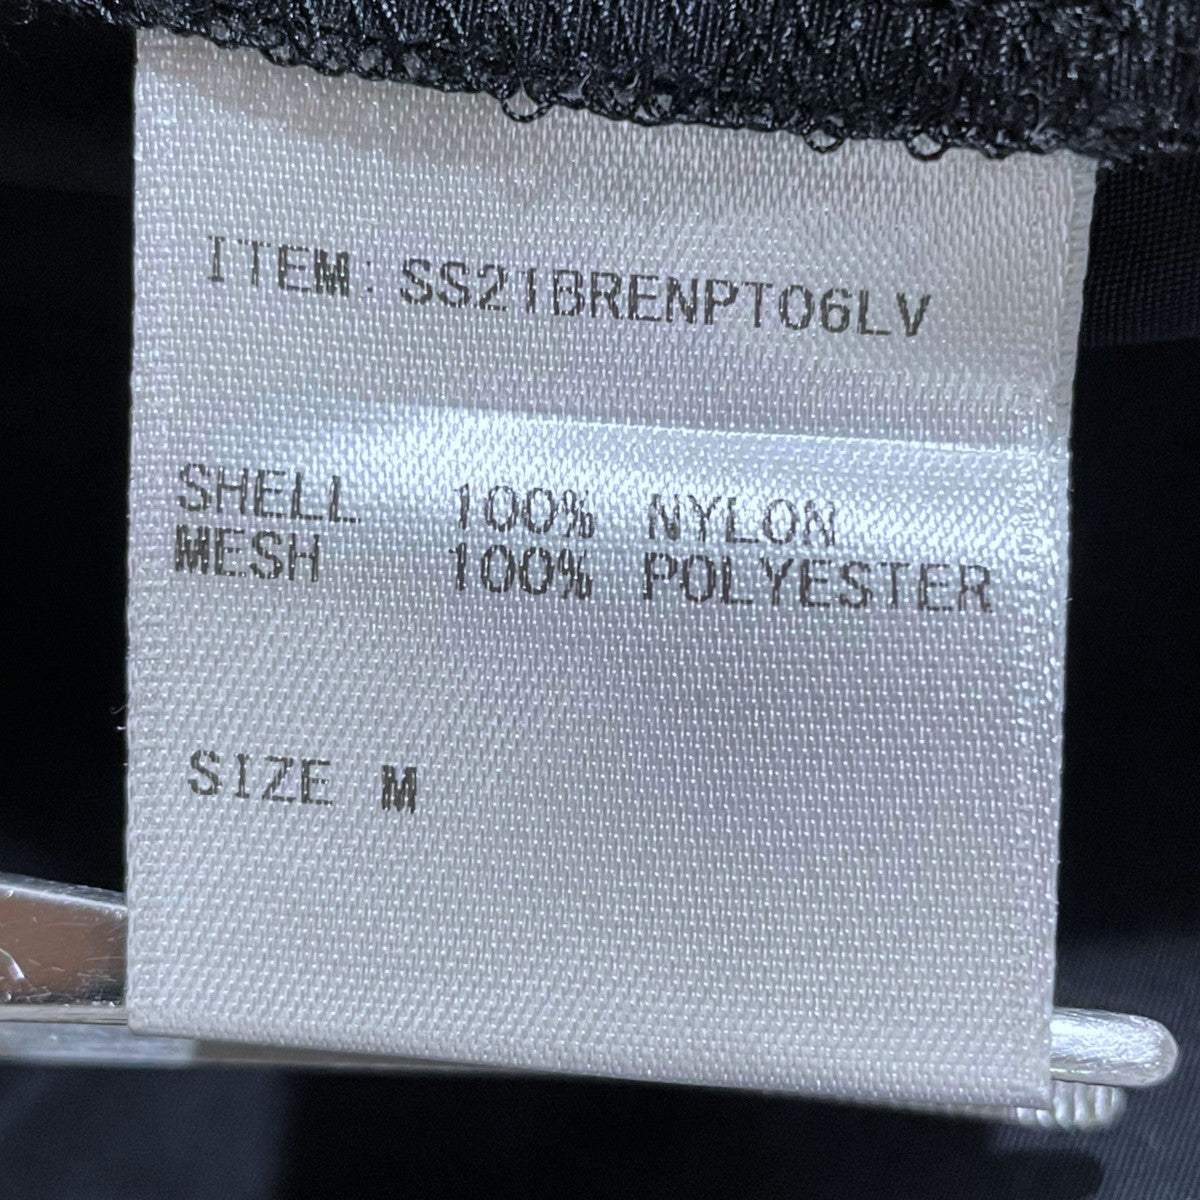 ITEM: SS21BRENPT06LV
SHELL 100% NYLON
MESH 100% POLYESTER
SIZE M